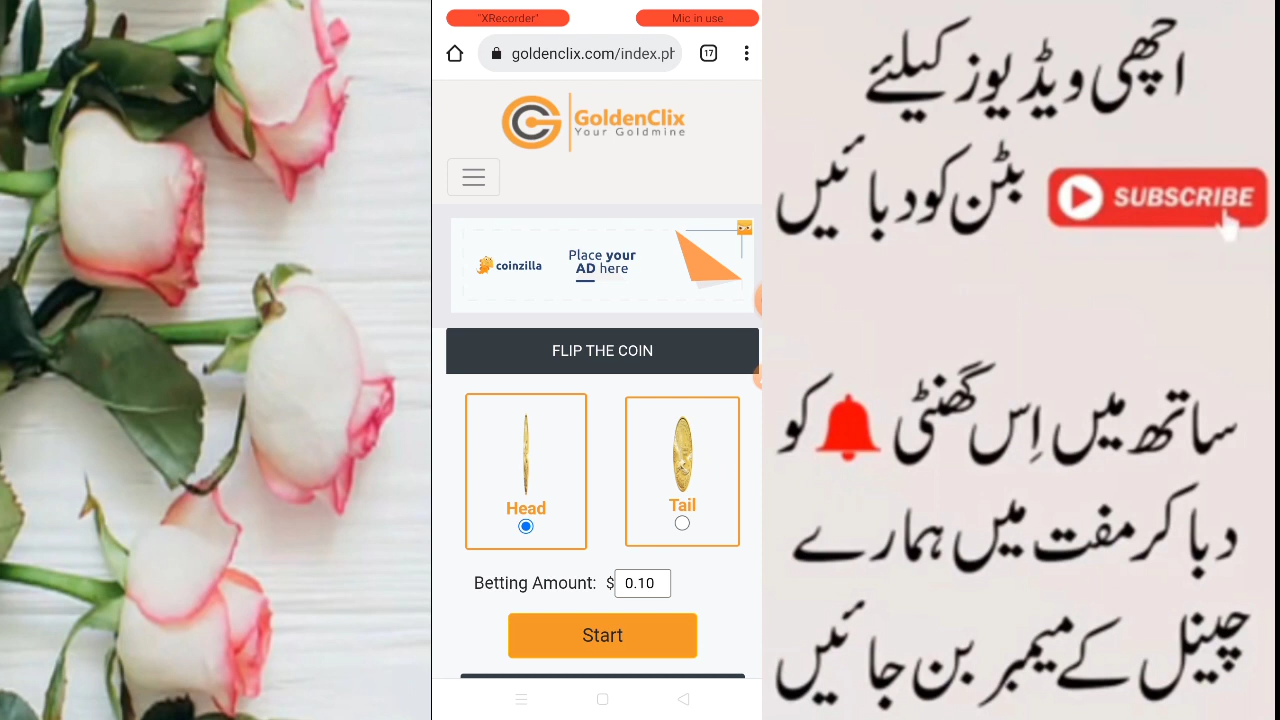 "XRecorder"
Mic in use
goldenclix.com/index.ph
17
GoldenClix
Your Goldmine
coinzilla
Place your
AD here
FLIP THE COIN
Head
Tail
Betting Amount: $ 0.10
Start
اچھی ویڈیوز کیلئے
بٹن کو دبائیں
SUBSCRIBE
ساتھ میں اِس گھنٹی کو
دبا کر مفت میں ہمارے
چینل کے میمبر بن جائیں